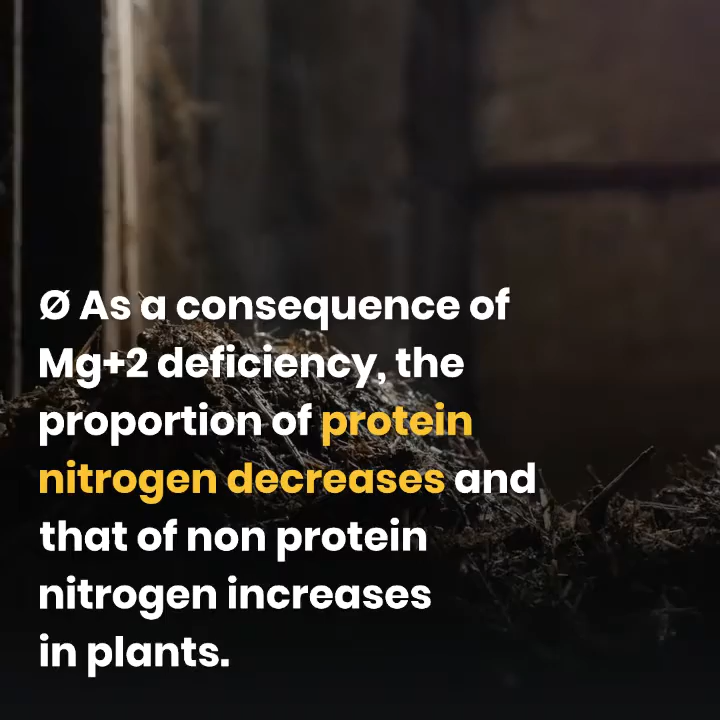 Ø As a consequence of
Mg+2 deficiency, the
proportion of protein
nitrogen decreases and
that of non protein
nitrogen increases
in plants.